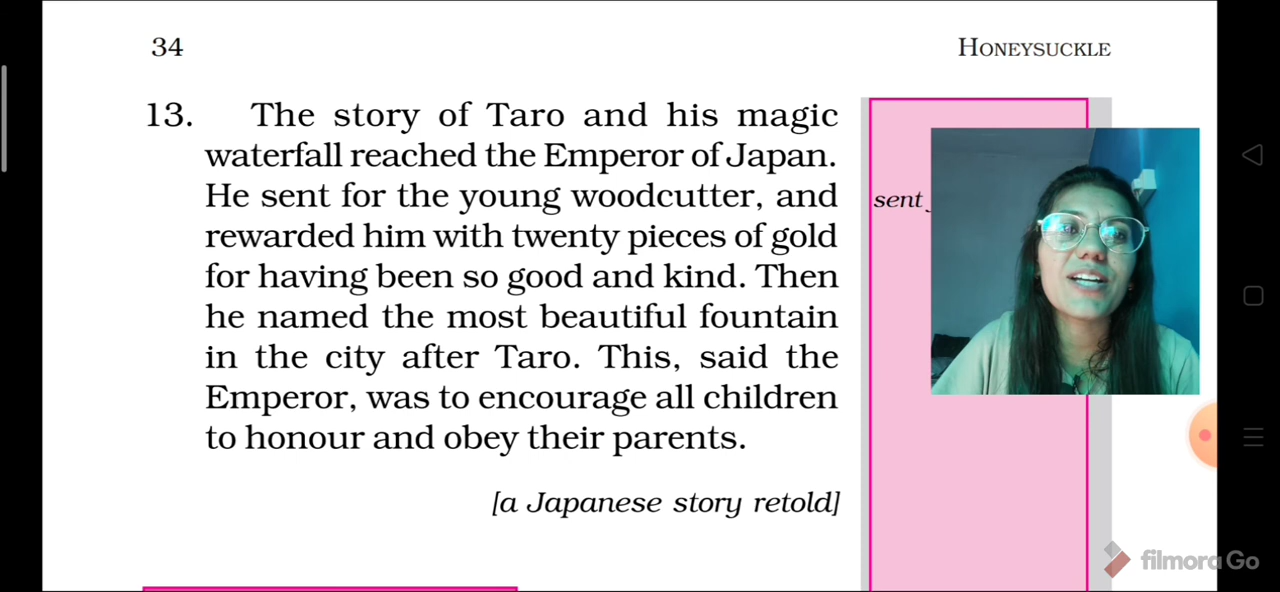 34
HONEYSUCKLE
13. The story of Taro and his magic
waterfall reached the Emperor of Japan.
He sent for the young woodcutter, and
rewarded him with twenty pieces of gold
for having been so good and kind. Then
he named the most beautiful fountain
in the city after Taro. This, said the
Emperor, was to encourage all children
to honour and obey their parents.
[a Japanese story retold]
sent
filmora Go